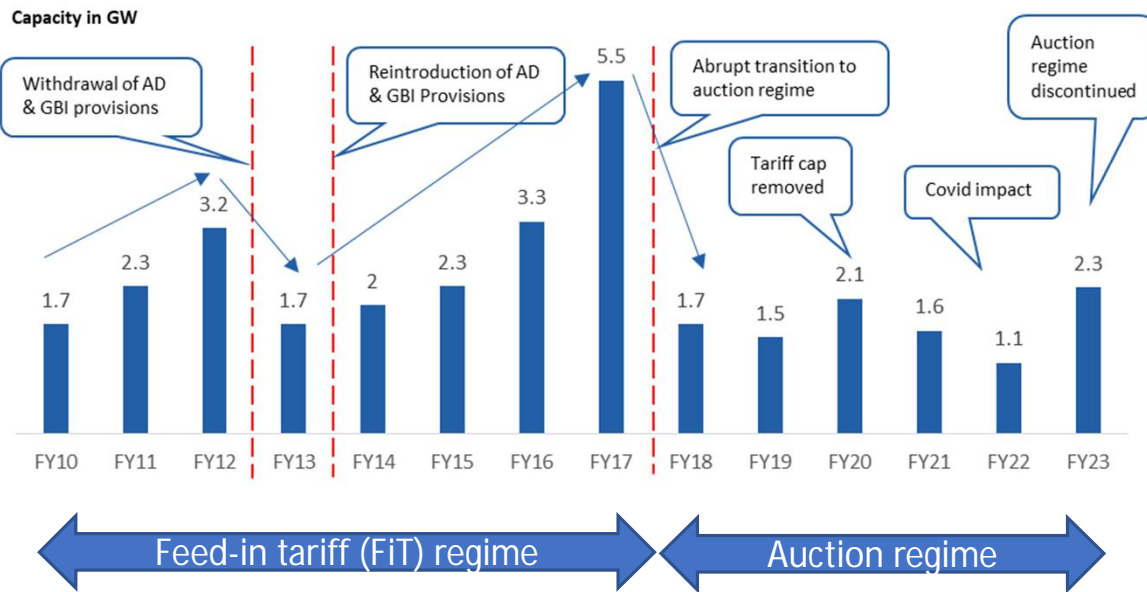 Capacity in GW
Withdrawal of AD
& GBI provisions
Reintroduction of AD
& GBI Provisions
Abrupt transition to
auction regime
Tariff cap
removed
Covid impact
Auction
regime
discontinued
1.7
2.3
3.2
1.7
2
2.3
3.3
5.5
1.7
1.5
2.1
1.6
1.1
2.3
FY10
FY11
FY12
FY13
FY14
FY15
FY16
FY17
FY18
FY19
FY20
FY21
FY22
FY23
Feed-in tariff (FiT) regime
Auction regime